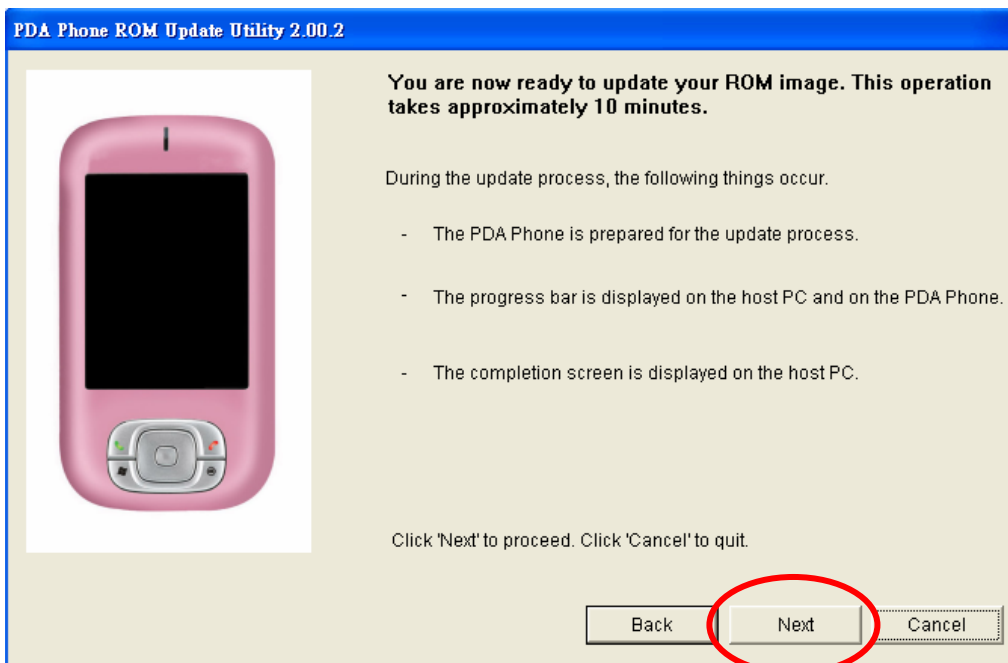 PDA Phone ROM Update Utility 2.00.2
You are now ready to update your ROM image. This operation
takes approximately 10 minutes.
During the update process, the following things occur.
- The PDA Phone is prepared for the update process.
- The progress bar is displayed on the host PC and on the PDA Phone.
- The completion screen is displayed on the host PC.
Click 'Next' to proceed. Click 'Cancel' to quit.
Back Next Cancel